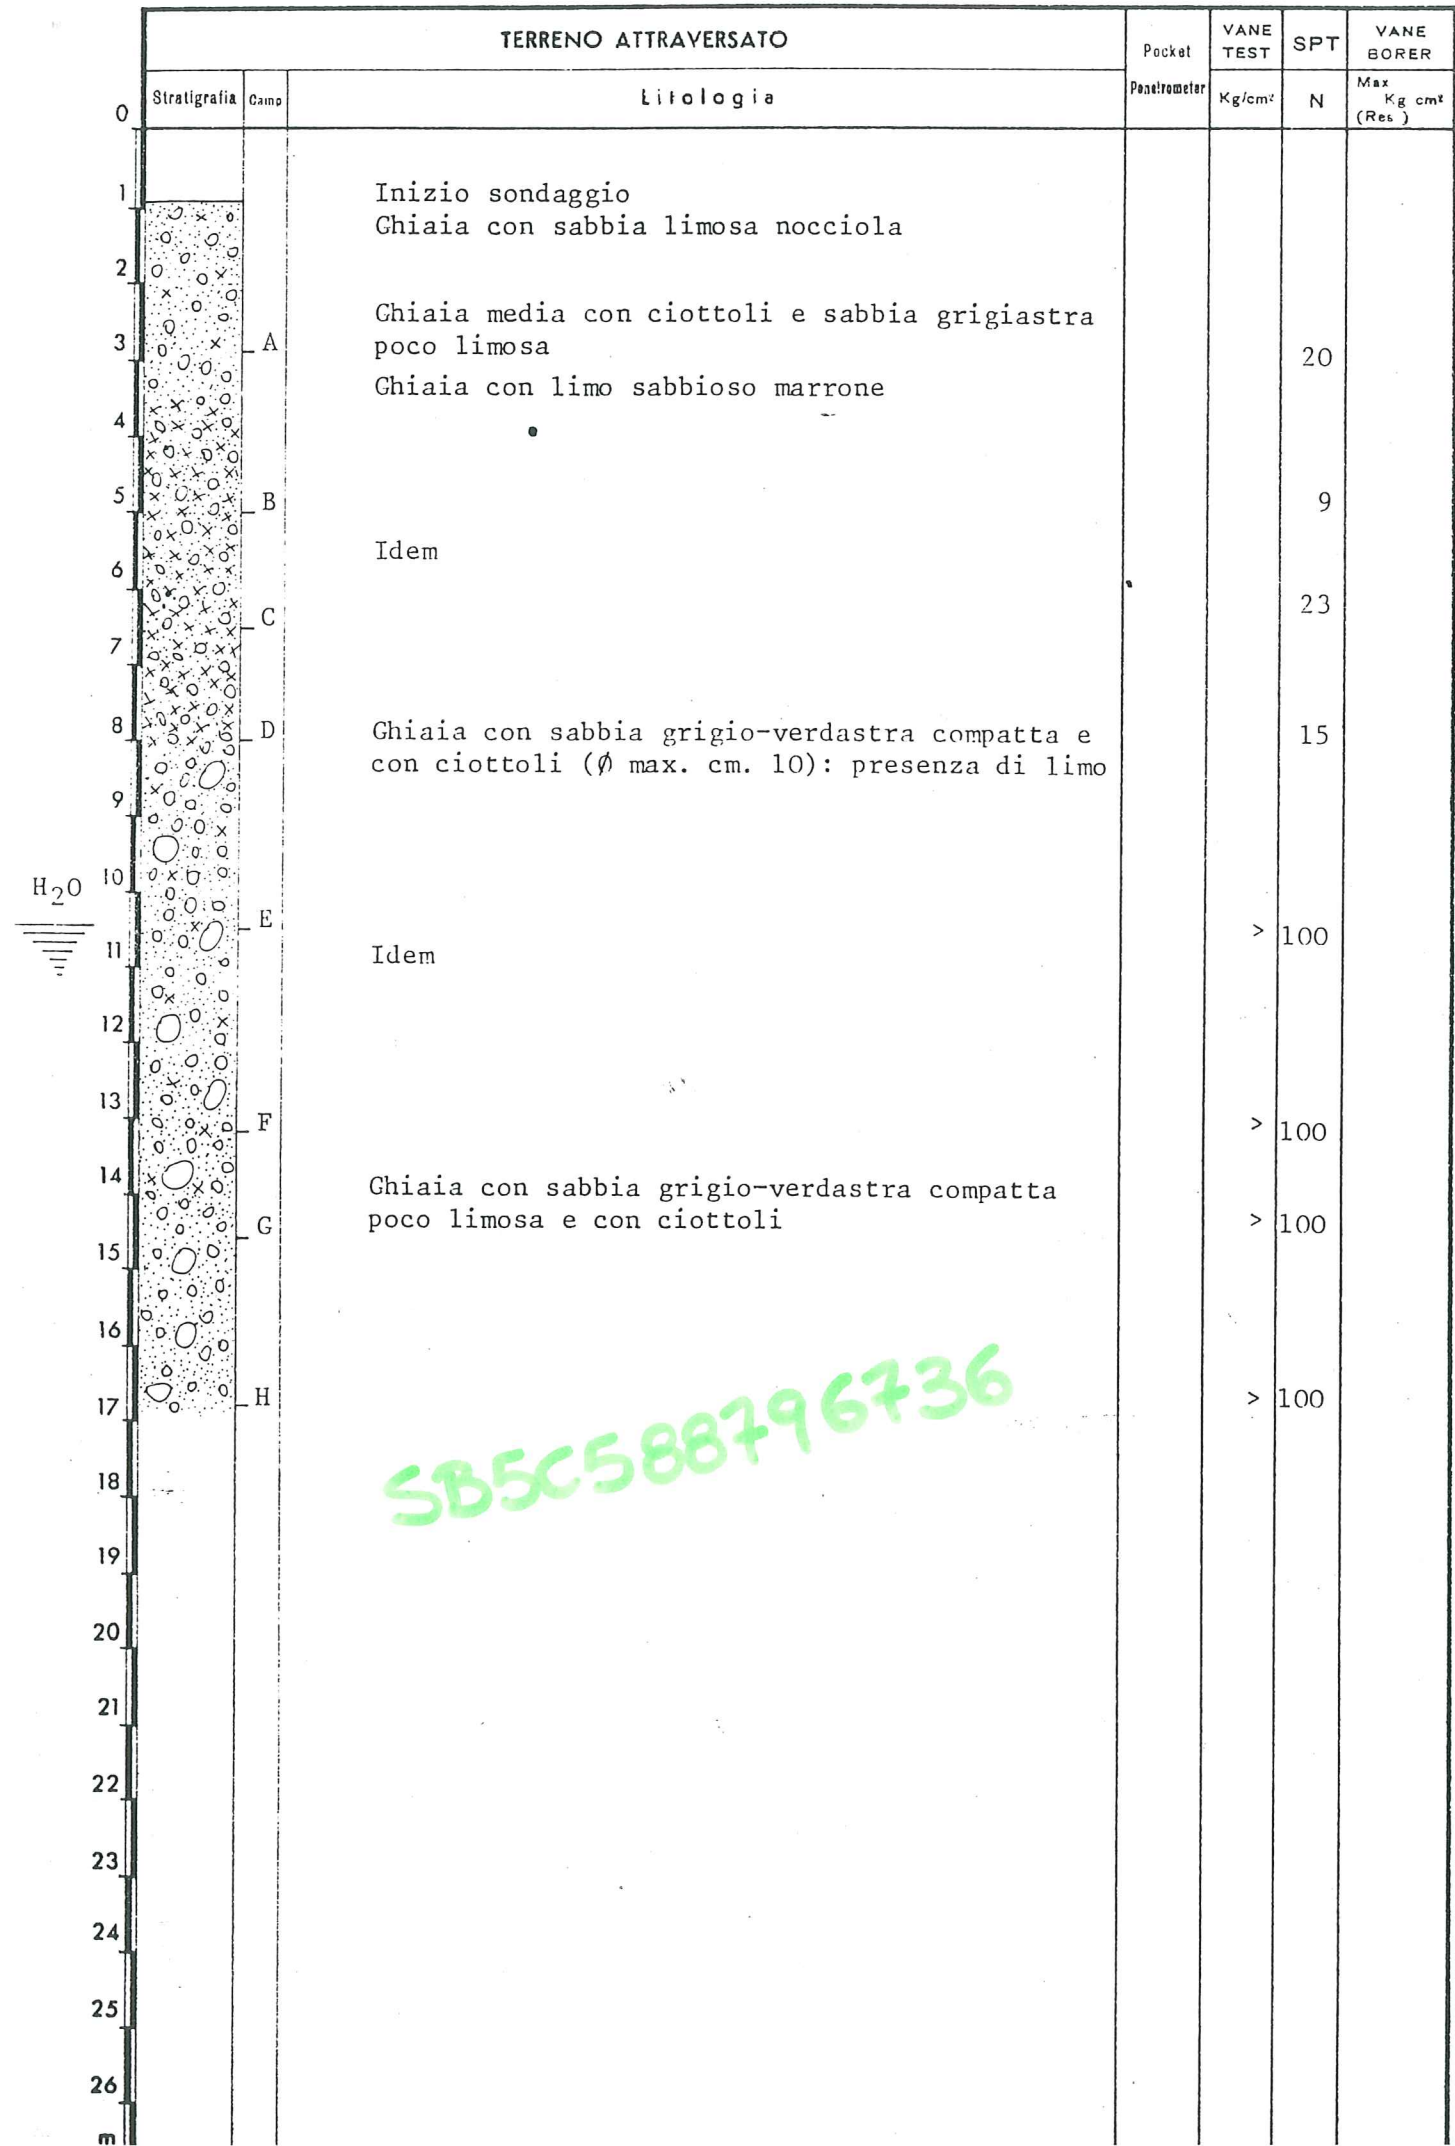 TERRENO ATTRAVERSATO
Pocket Penetrometer
VANE TEST
SPT
VANE BORER
Stratigrafia
Camp
Litologia
Kg/cm²
N
Max Kg cm² (Res )
0
1
Inizio sondaggio
Ghiaia con sabbia limosa nocciola
2
Ghiaia media con ciottoli e sabbia grigiastra
3
A
poco limosa
20
Ghiaia con limo sabbioso marrone
4
5
B
9
Idem
6
C
23
7
8
D
Ghiaia con sabbia grigio-verdastra compatta e
15
con ciottoli (Ø max. cm. 10): presenza di limo
9
H₂O
10
E
> 100
11
Idem
12
13
F
> 100
14
Ghiaia con sabbia grigio-verdastra compatta
poco limosa e con ciottoli
G
> 100
15
16
17
H
> 100
SB5C588796736
18
19
20
21
22
23
24
25
26
m